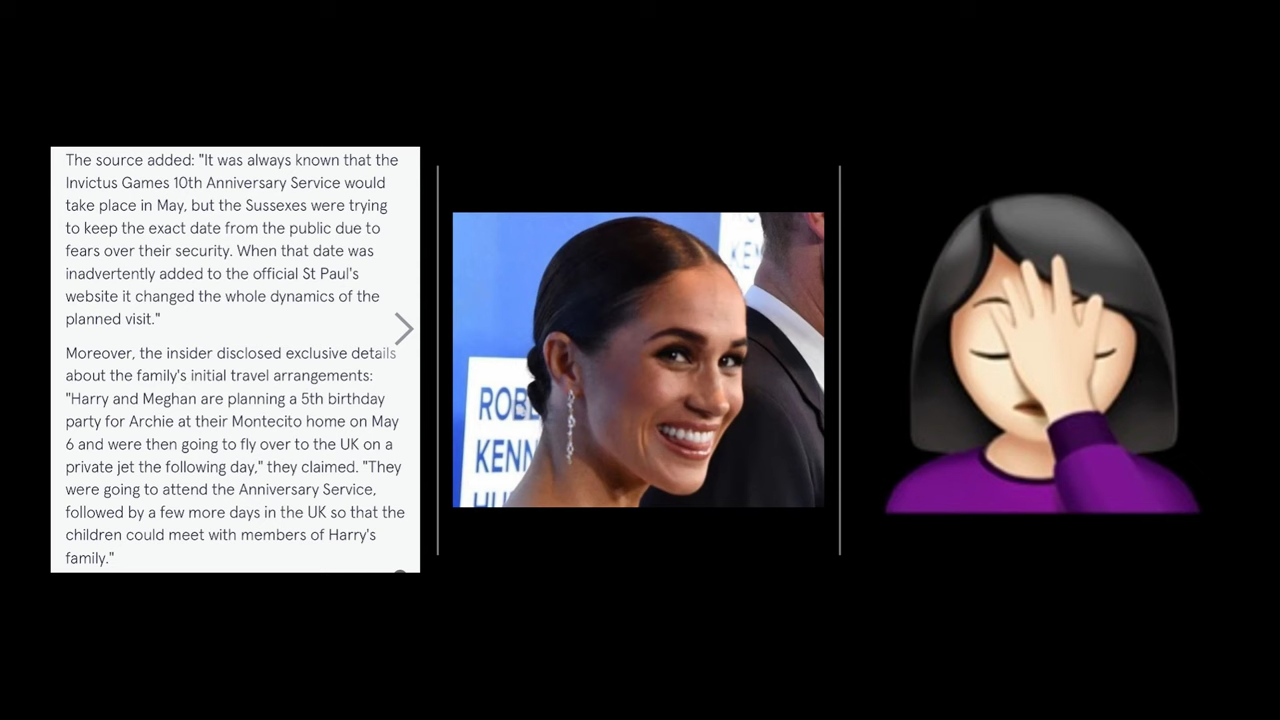 The source added: "It was always known that the
Invictus Games 10th Anniversary Service would
take place in May, but the Sussexes were trying
to keep the exact date from the public due to
fears over their security. When that date was
inadvertently added to the official St Paul's
website it changed the whole dynamics of the
planned visit."
Moreover, the insider disclosed exclusive details
about the family's initial travel arrangements:
"Harry and Meghan are planning a 5th birthday
party for Archie at their Montecito home on May
6 and were then going to fly over to the UK on a
private jet the following day," they claimed. "They
were going to attend the Anniversary Service,
followed by a few more days in the UK so that the
children could meet with members of Harry's
family."
KEN
ROBE
KENN
HU